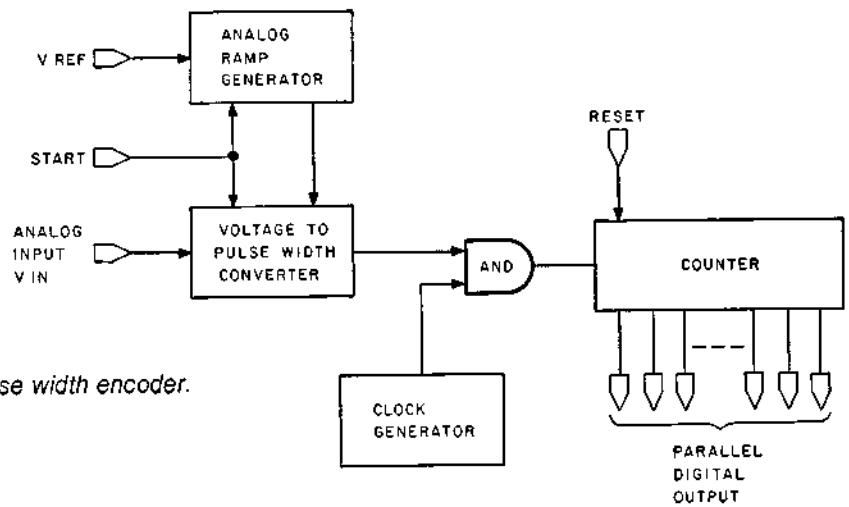 ANALOG
RAMP
GENERATOR
V REF
START
ANALOG
INPUT
V IN
VOLTAGE TO
PULSE WIDTH
CONVERTER
AND
RESET
COUNTER
CLOCK
GENERATOR
PARALLEL
DIGITAL
OUTPUT
se width encoder.